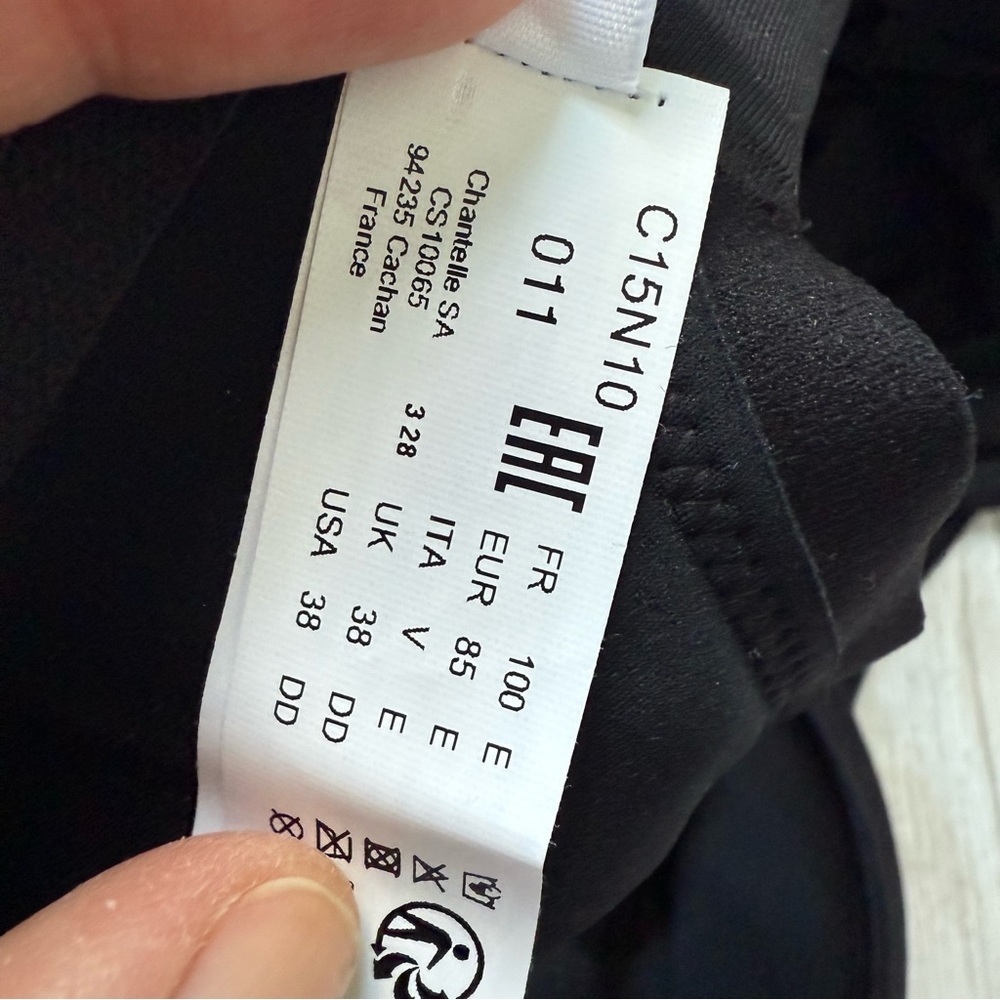 C15N10
011
EAC
Chantelle SA
CS10065
94235 Cachan
France
3 28
FR 100 E
EUR 85 E
ITA V E
UK 38 DD
USA 38 DD